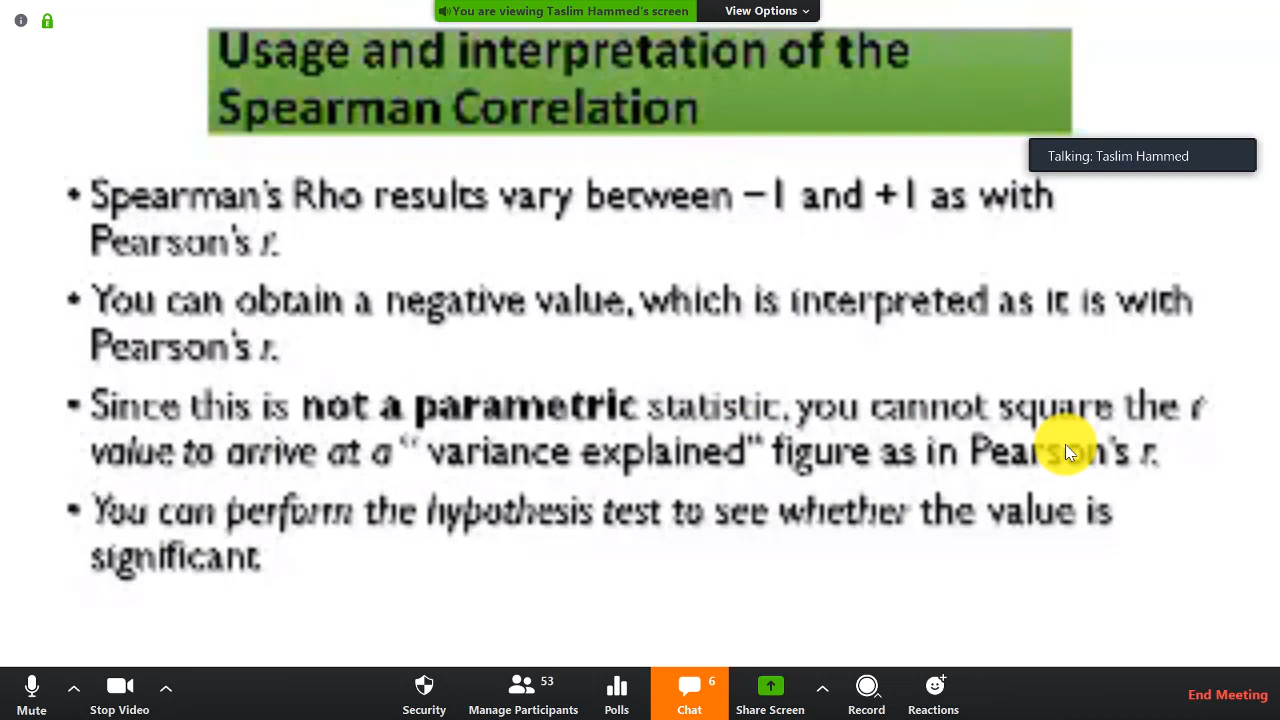 You are viewing Taslim Hammed's screen
View Options
Usage and interpretation of the
Spearman Correlation
Talking: Taslim Hammed
• Spearman's Rho results vary between –1 and +1 as with
Pearson's r.
• You can obtain a negative value, which is interpreted as it is with
Pearson's r.
• Since this is not a parametric statistic, you cannot square the r
value to arrive at a " variance explained" figure as in Pearson's r.
• You can perform the hypothesis test to see whether the value is
significant.
53
6
Mute
Stop Video
Security
Manage Participants
Polls
Chat
Share Screen
Record
Reactions
End Meeting